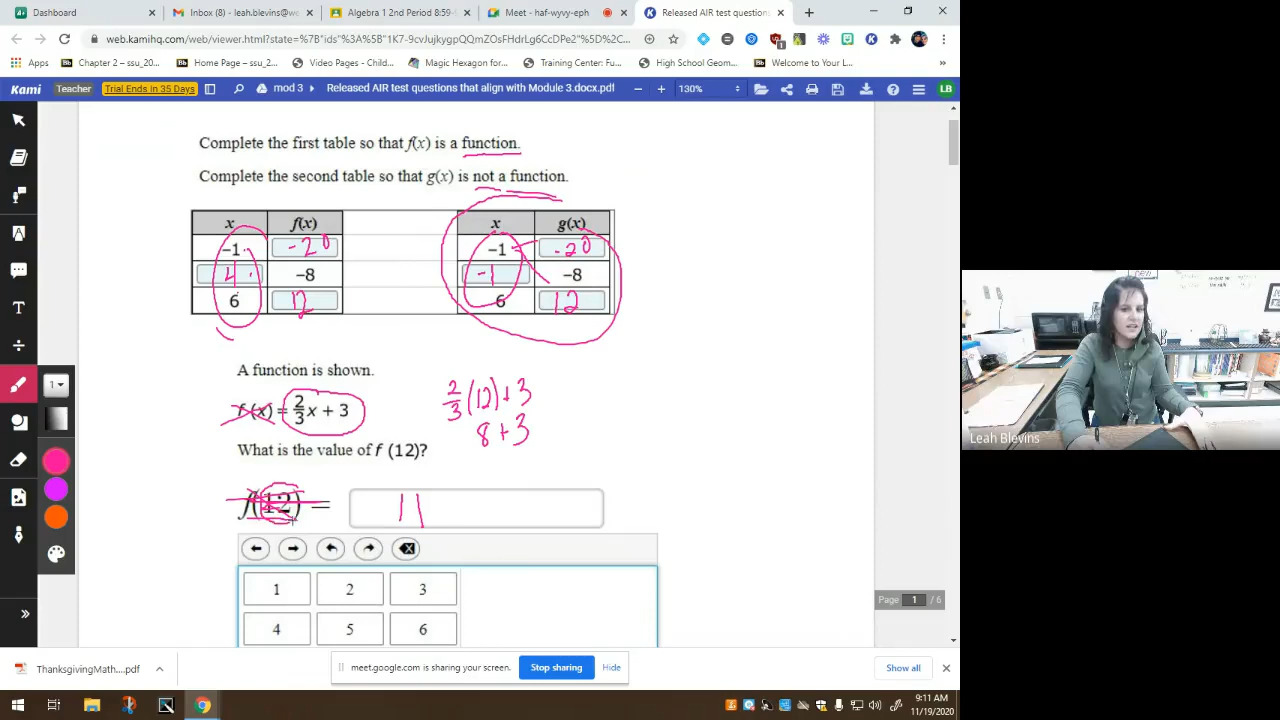 Dashboard
Inbox (8) - leah.blevins@w
Algebra 1 2nd Period 8:59-
Meet - haf-wyvy-eph
Released AIR test questions
web.kamihq.com/web/viewer.html?state=%7B"ids"%3A%5B"1K7-9cvJujkygpQQmZOsFHdrLg6CcDPe2"%5D%2C...
Apps
Chapter 2 – ssu_20...
Home Page – ssu_2...
Video Pages - Child...
Magic Hexagon for...
Training Center: Fu...
High School Geom...
Welcome to Your L...
Kami
Teacher
Trial Ends in 35 Days
mod 3
Released AIR test questions that align with Module 3.docx.pdf
130%
LB
Complete the first table so that f(x) is a function.
Complete the second table so that g(x) is not a function.
x f(x) x g(x)
-1 -20 -1 -20
4 -8 -1 -8
6 12 6 12
A function is shown.
f (x) = 2/3 x + 3
2/3 (12) + 3
8 + 3
What is the value of f (12)?
f(12) = 11
1 2 3
4 5 6
Page 1 / 6
Leah Blevins
new
ThanksgivingMath....pdf
meet.google.com is sharing your screen.
Stop sharing
Hide
Show all
9:11 AM
11/19/2020